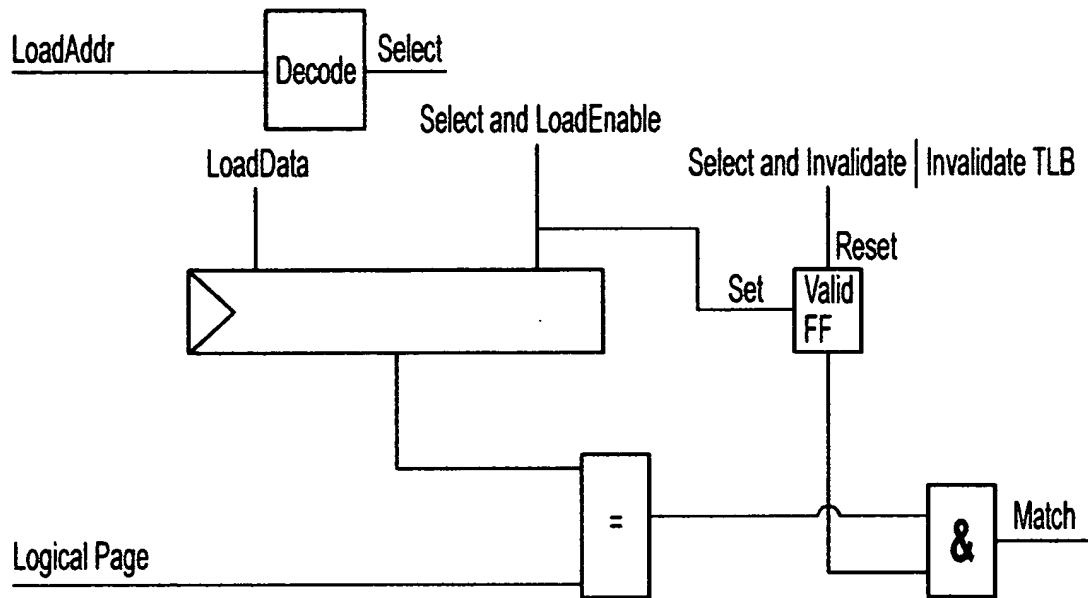 LoadAddr
Decode
Select
Select and LoadEnable
LoadData
Select and Invalidate | Invalidate TLB
Reset
Set
Valid
FF
=
&
Match
Logical Page